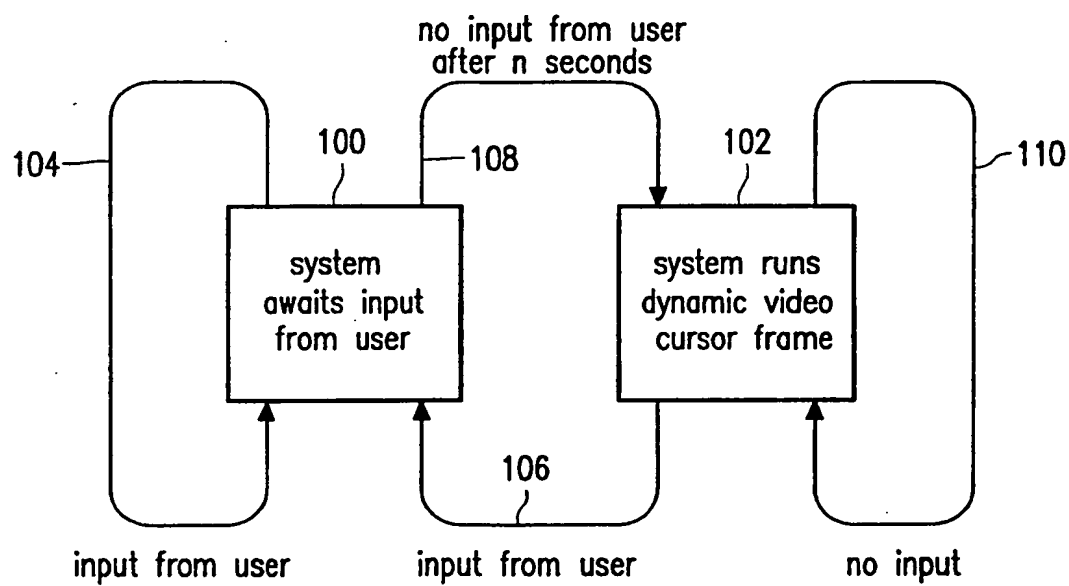 no input from user
after n seconds
104
100
108
102
110
system
awaits input
from user
system runs
dynamic video
cursor frame
106
input from user
input from user
no input